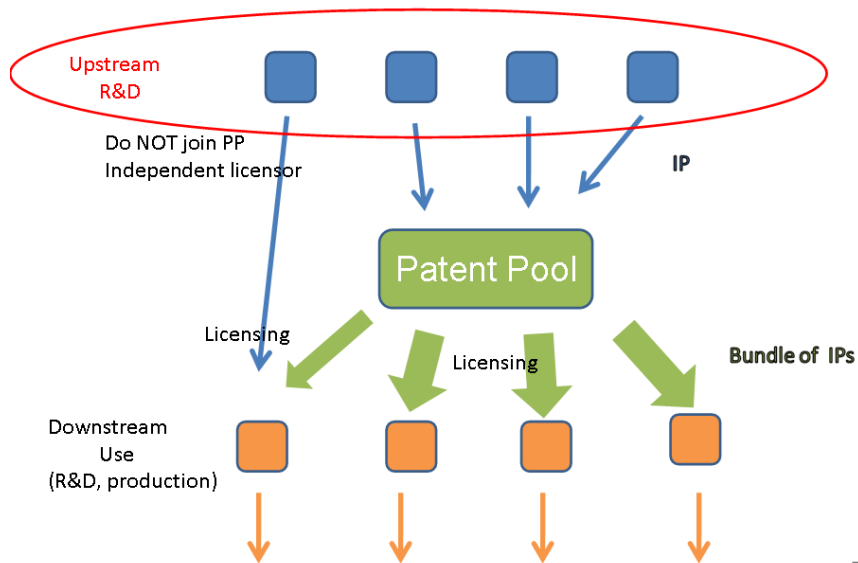 Upstream
R&D
Do NOT join PP
Independent licensor
IP
Patent Pool
Licensing
Licensing
Bundle of IPs
Downstream
Use
(R&D, production)